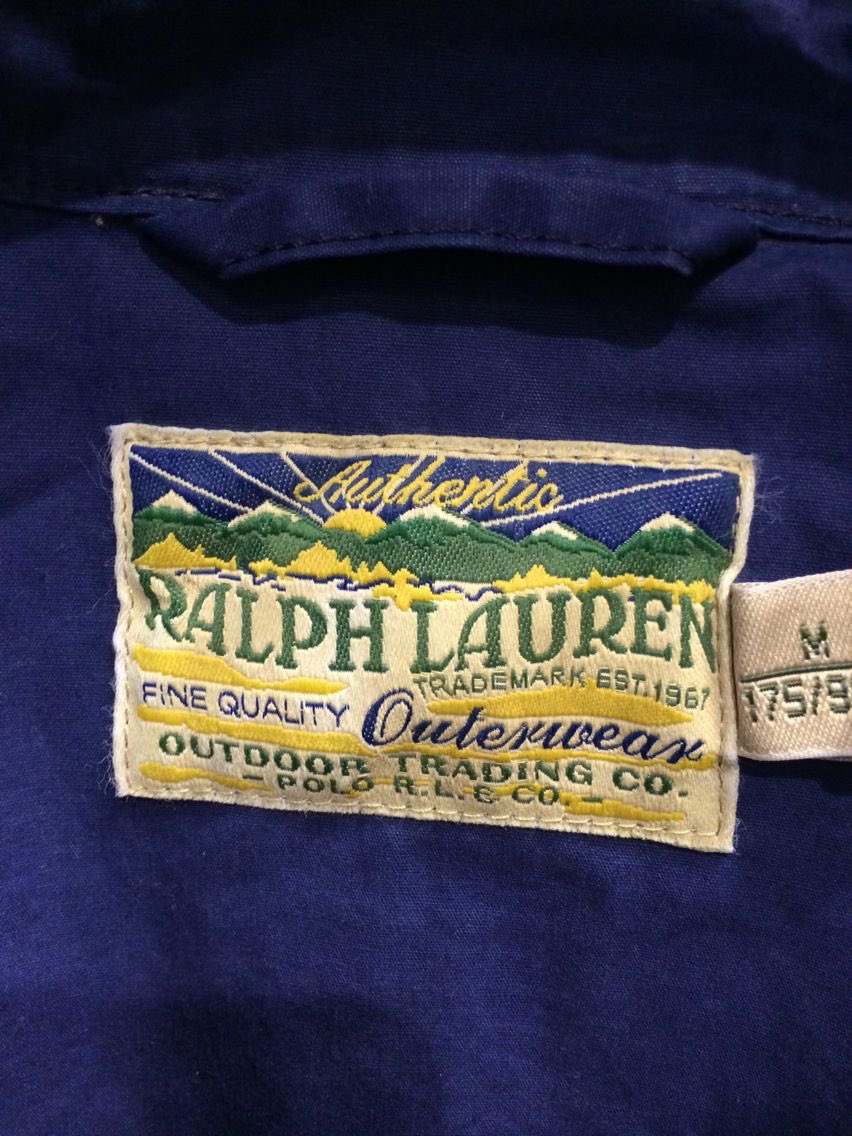 Authentic
RALPH LAUREN
TRADEMARK EST. 1967
FINE QUALITY Outerwear
OUTDOOR TRADING CO.
- POLO R.L. & CO. -
M